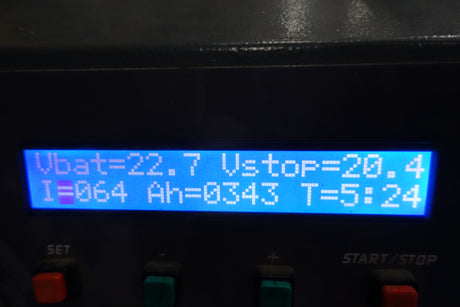 Vbat=22.7 Vstop=20.4
I=064 Ah=0343 T=5:24
SET - + START/STOP